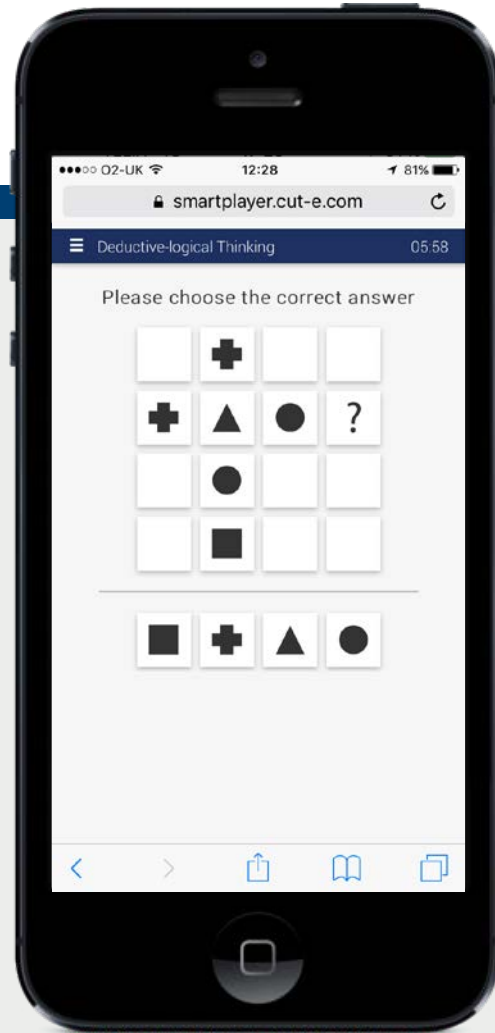 ●●●○○ O2-UK 12:28 81%
smartplayer.cut-e.com
Deductive-logical Thinking 05:58
Please choose the correct answer
?